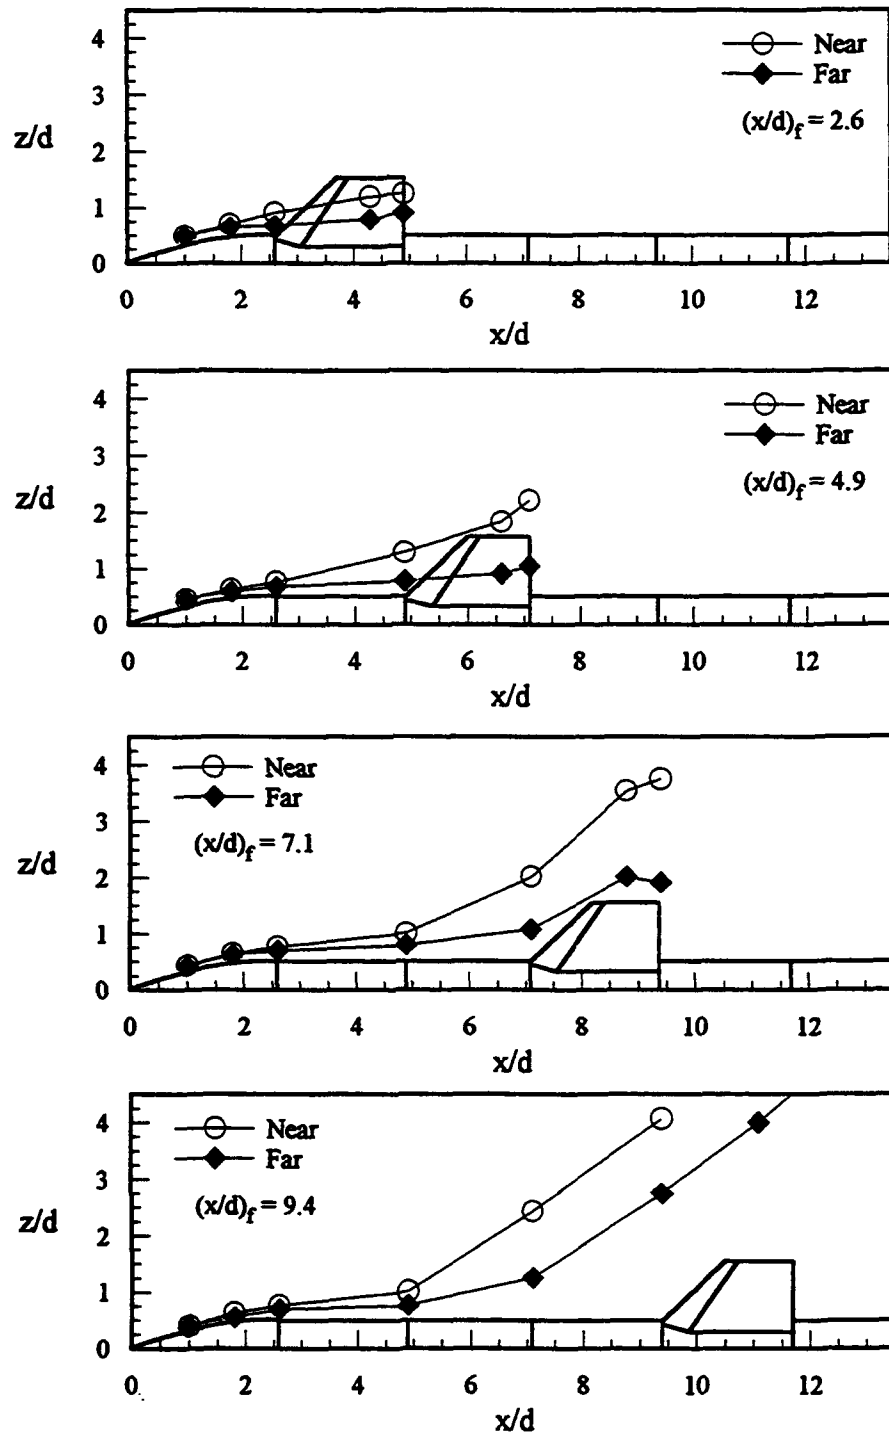 4
Near
Far
3
(x/d)f = 2.6
z/d
2
1
0
0 2 4 6 8 10 12
x/d
4
Near
Far
3
(x/d)f = 4.9
z/d
2
1
0
0 2 4 6 8 10 12
x/d
4
Near
Far
3
(x/d)f = 7.1
z/d
2
1
0
0 2 4 6 8 10 12
x/d
4
Near
Far
3
(x/d)f = 9.4
z/d
2
1
0
0 2 4 6 8 10 12
x/d